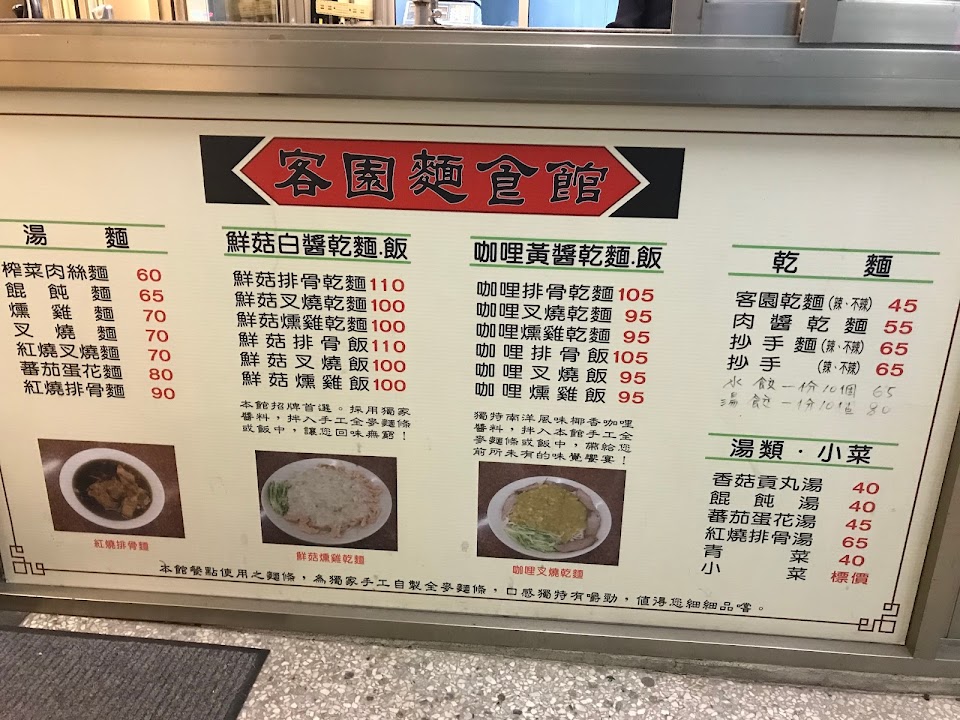 客園麵食館
湯 麵
榨菜肉絲麵 60
餛飩麵 65
燻雞麵 70
叉燒麵 70
紅燒叉燒麵 70
蕃茄蛋花麵 80
紅燒排骨麵 90
紅燒排骨麵
鮮菇白醬乾麵.飯
鮮菇排骨乾麵 110
鮮菇叉燒乾麵 100
鮮菇燻雞乾麵 100
鮮菇排骨飯 110
鮮菇叉燒飯 100
鮮菇燻雞飯 100
本館招牌首選。採用獨家
醬料，拌入手工全麥麵條
或飯中，讓您回味無窮！
鮮菇燻雞乾麵
咖哩黃醬乾麵.飯
咖哩排骨乾麵 105
咖哩叉燒乾麵 95
咖哩燻雞乾麵 95
咖哩排骨飯 105
咖哩叉燒飯 95
咖哩燻雞飯 95
獨特南洋風味椰香咖哩
醬料，拌入本館手工全
麥麵條或飯中，帶給您
前所未有的味覺饗宴！
咖哩叉燒乾麵
乾 麵
客園乾麵(辣、不辣) 45
肉醬乾麵 55
抄手麵(辣、不辣) 65
抄手 (辣、不辣) 65
水餃一份10個 65
湯餃一份10個 80
湯類・小菜
香菇貢丸湯 40
餛飩湯 40
蕃茄蛋花湯 45
紅燒排骨湯 65
青菜 40
小菜 標價
本館餐點使用之麵條，為獨家手工自製全麥麵條，口感獨特有嚼勁，值得您細細品嚐。